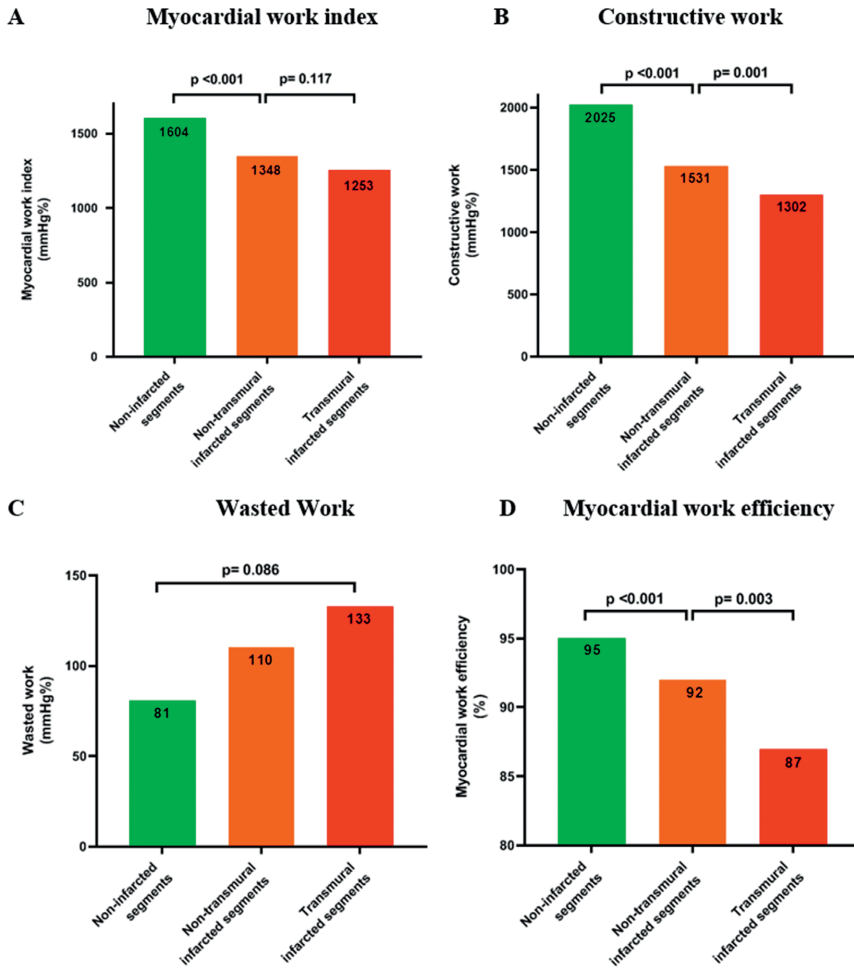 A
Myocardial work index
p <0.001
p= 0.117
Myocardial work index
(mmHg%)
1500
1000
500
0
1604
1348
1253
Non-infarcted
segments
Non-transmural
infarcted segments
Transmural
infarcted segments
B
Constructive work
p <0.001
p= 0.001
Constructive work
(mmHg%)
2000
1500
1000
500
0
2025
1531
1302
Non-infarcted
segments
Non-transmural
infarcted segments
Transmural
infarcted segments
C
Wasted Work
p= 0.086
Wasted work
(mmHg%)
150
100
50
0
81
110
133
Non-infarcted
segments
Non-transmural
infarcted segments
Transmural
infarcted segments
D
Myocardial work efficiency
p <0.001
p= 0.003
Myocardial work efficiency
(%)
100
95
90
85
80
95
92
87
Non-infarcted
segments
Non-transmural
infarcted segments
Transmural
infarcted segments